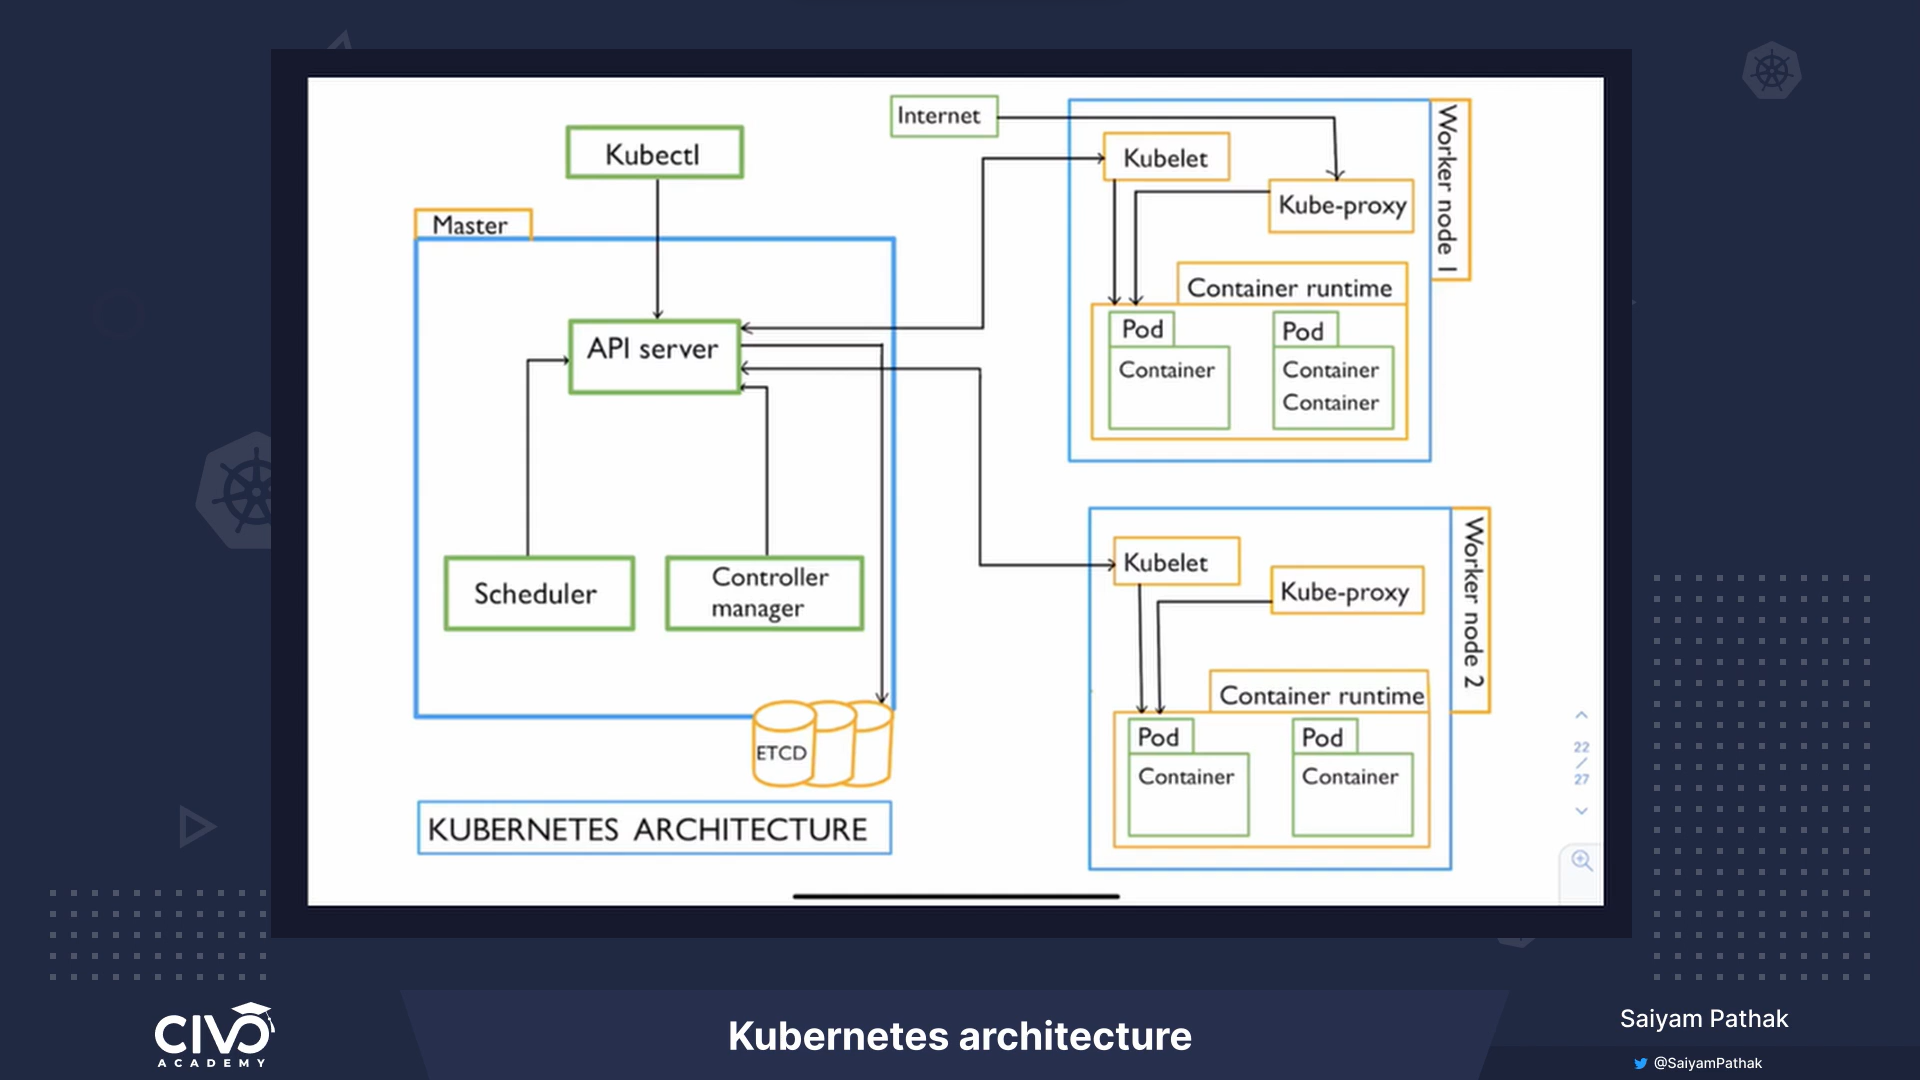 Internet
Kubectl
Master
API server
Scheduler
Controller
manager
ETCD
KUBERNETES ARCHITECTURE
Worker node 1
Kubelet
Kube-proxy
Container runtime
Pod
Container
Pod
Container
Container
Worker node 2
Kubelet
Kube-proxy
Container runtime
Pod
Container
Pod
Container
22
/
27
CIVO
ACADEMY
Kubernetes architecture
Saiyam Pathak
@SaiyamPathak